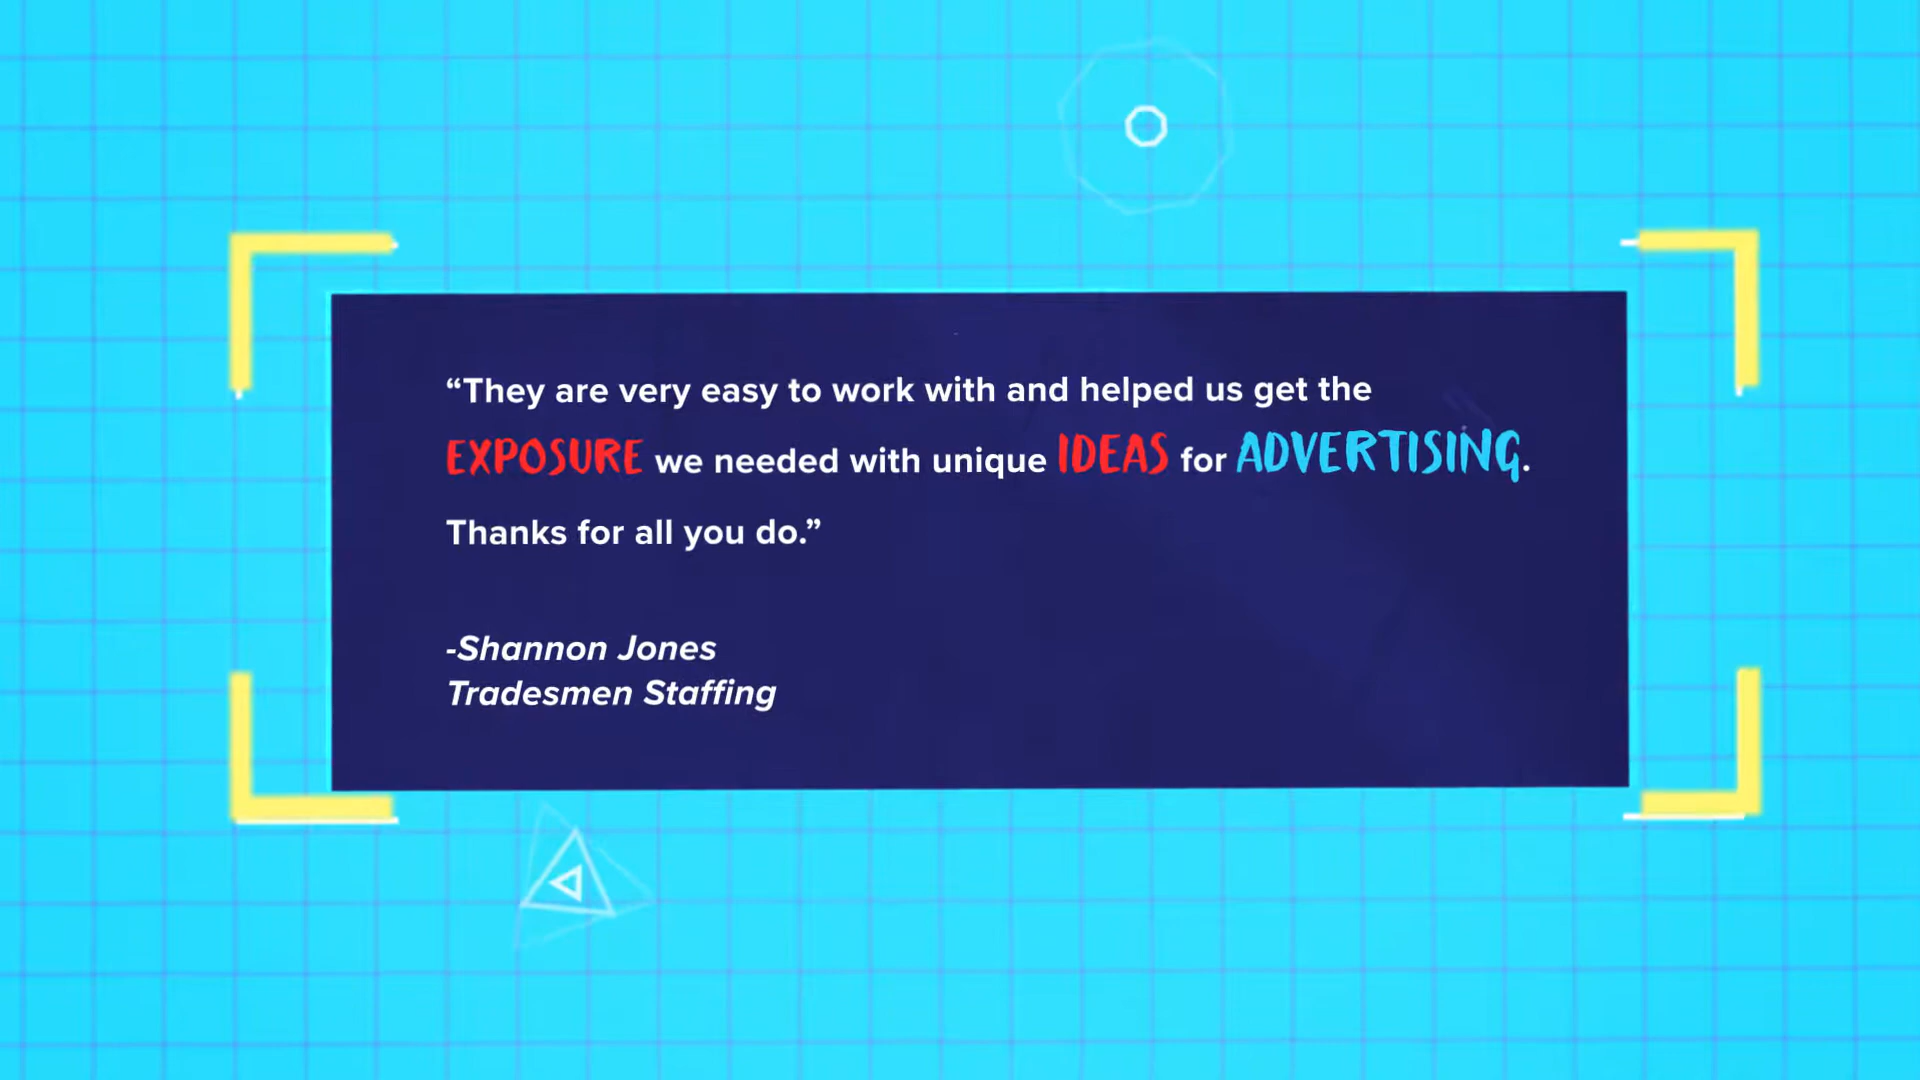 “They are very easy to work with and helped us get the
EXPOSURE we needed with unique IDEAS for ADVERTISING.
Thanks for all you do.”
-Shannon Jones
Tradesmen Staffing